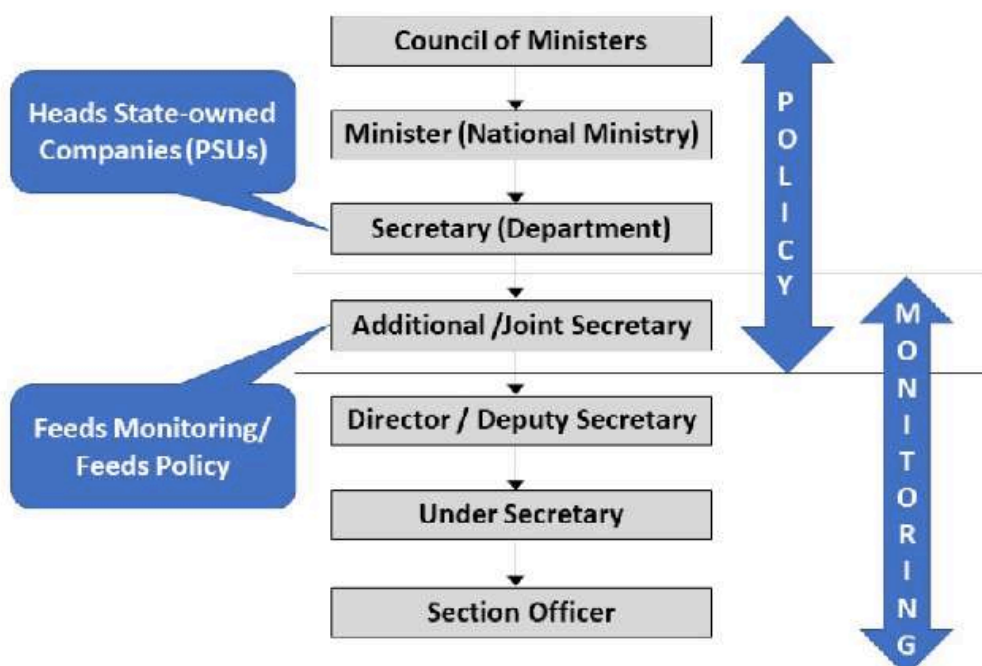 Council of Ministers
Heads State-owned
Companies (PSUs)
Minister (National Ministry)
Secretary (Department)
Additional /Joint Secretary
Feeds Monitoring/
Feeds Policy
Director / Deputy Secretary
Under Secretary
Section Officer
POLICY
MONITORING